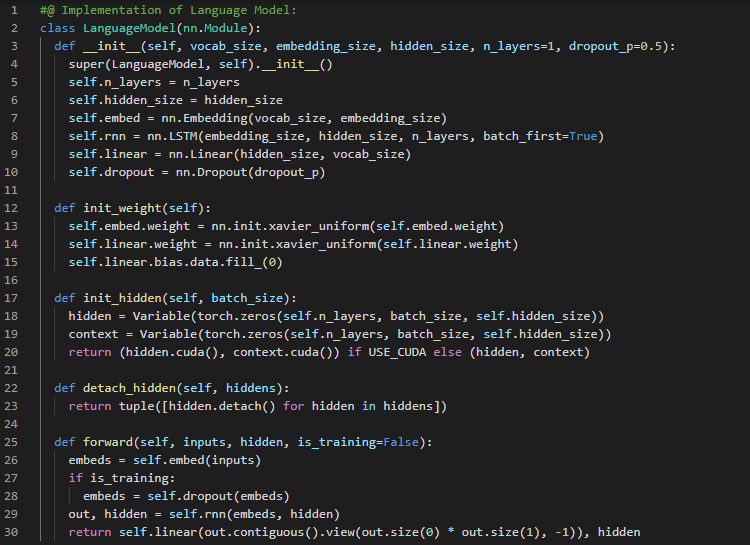 1 #@ Implementation of Language Model:
2 class LanguageModel(nn.Module):
3   def __init__(self, vocab_size, embedding_size, hidden_size, n_layers=1, dropout_p=0.5):
4     super(LanguageModel, self).__init__()
5     self.n_layers = n_layers
6     self.hidden_size = hidden_size
7     self.embed = nn.Embedding(vocab_size, embedding_size)
8     self.rnn = nn.LSTM(embedding_size, hidden_size, n_layers, batch_first=True)
9     self.linear = nn.Linear(hidden_size, vocab_size)
10     self.dropout = nn.Dropout(dropout_p)
11
12   def init_weight(self):
13     self.embed.weight = nn.init.xavier_uniform(self.embed.weight)
14     self.linear.weight = nn.init.xavier_uniform(self.linear.weight)
15     self.linear.bias.data.fill_(0)
16
17   def init_hidden(self, batch_size):
18     hidden = Variable(torch.zeros(self.n_layers, batch_size, self.hidden_size))
19     context = Variable(torch.zeros(self.n_layers, batch_size, self.hidden_size))
20     return (hidden.cuda(), context.cuda()) if USE_CUDA else (hidden, context)
21
22   def detach_hidden(self, hiddens):
23     return tuple([hidden.detach() for hidden in hiddens])
24
25   def forward(self, inputs, hidden, is_training=False):
26     embeds = self.embed(inputs)
27     if is_training:
28       embeds = self.dropout(embeds)
29     out, hidden = self.rnn(embeds, hidden)
30     return self.linear(out.contiguous().view(out.size(0) * out.size(1), -1)), hidden